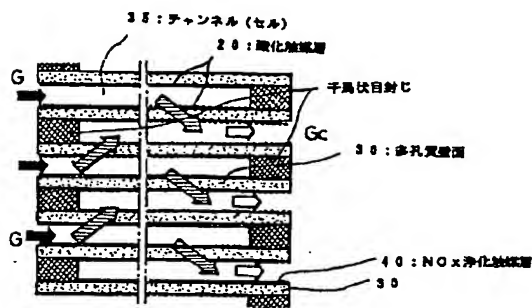 35:チャンネル(セル)
20:酸化触媒層
G
千鳥状目封じ
Gc
30:多孔質壁面
G
40:NOx浄化触媒層
30